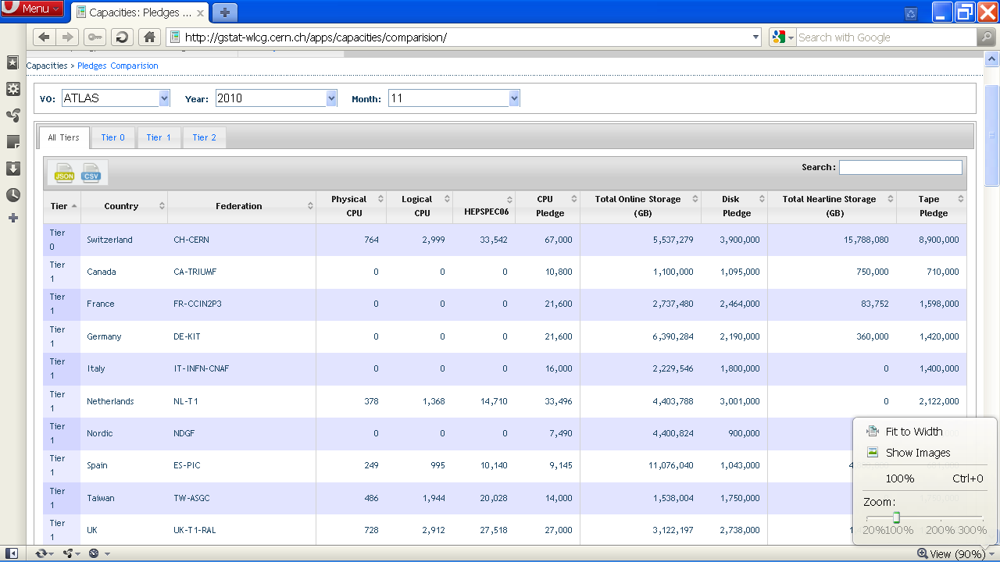 Menu
Capacities: Pledges ...
http://gstat-wlcg.cern.ch/apps/capacities/comparision/
Search with Google
Capacities > Pledges Comparision
VO: ATLAS Year: 2010 Month: 11
All Tiers Tier 0 Tier 1 Tier 2
JSON CSV Search:
Tier Country Federation Physical CPU Logical CPU HEPSPEC06 CPU Pledge Total Online Storage (GB) Disk Pledge Total Nearline Storage (GB) Tape Pledge
Tier 0 Switzerland CH-CERN 764 2,999 33,542 67,000 5,537,279 3,900,000 15,788,080 8,900,000
Tier 1 Canada CA-TRIUMF 0 0 0 10,800 1,100,000 1,095,000 750,000 710,000
Tier 1 France FR-CCIN2P3 0 0 0 21,600 2,737,480 2,464,000 83,752 1,598,000
Tier 1 Germany DE-KIT 0 0 0 21,600 6,390,284 2,190,000 360,000 1,420,000
Tier 1 Italy IT-INFN-CNAF 0 0 0 16,000 2,229,546 1,800,000 0 1,400,000
Tier 1 Netherlands NL-T1 378 1,368 14,710 33,496 4,403,788 3,001,000 0 2,122,000
Tier 1 Nordic NDGF 0 0 0 7,490 4,400,824 900,000
Tier 1 Spain ES-PIC 249 995 10,140 9,145 11,076,040 1,043,000
Tier 1 Taiwan TW-ASGC 486 1,944 20,028 14,000 1,538,004 1,750,000
Tier 1 UK UK-T1-RAL 728 2,912 27,518 27,000 3,122,197 2,738,000
Fit to Width
Show Images
100% Ctrl+0
Zoom:
20% 100% 200% 300%
View (90%)